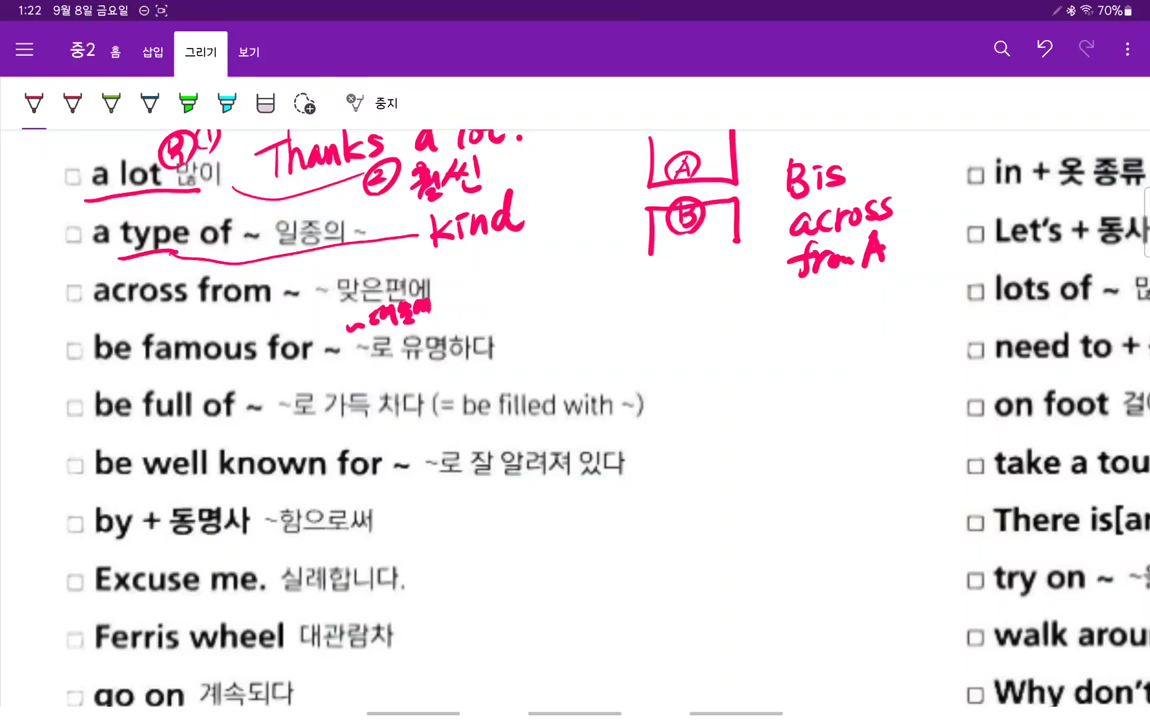 1:22 9월 8일 금요일 70%
중2 홈 삽입 그리기 보기
중지
Thanks a lot.
a lot 많이
② 훨씬
a type of ~ 일종의 ~
kind
A
B
B is
across
from A
across from ~ ~ 맞은편에
be famous for ~ ~로 유명하다
be full of ~ ~로 가득 차다 (= be filled with ~)
be well known for ~ ~로 잘 알려져 있다
by + 동명사 ~함으로써
Excuse me. 실례합니다.
Ferris wheel 대관람차
go on 계속되다
in + 옷 종류
Let's + 동사
lots of ~
need to +
on foot
take a tou
There is[ar
try on ~
walk arou
Why don't